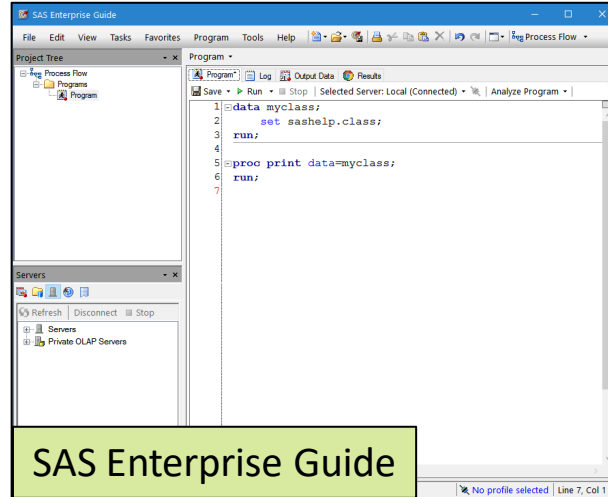 SAS Enterprise Guide
File Edit View Tasks Favorites Program Tools Help Process Flow
Project Tree
Process Flow
Programs
Program
Program
Program* Log Output Data Results
Save Run Stop Selected Server: Local (Connected) Analyze Program
1 data myclass;
2 set sashelp.class;
3 run;
4
5 proc print data=myclass;
6 run;
7
Servers
Refresh Disconnect Stop
Servers
Private OLAP Servers
SAS Enterprise Guide
No profile selected Line 7, Col 1